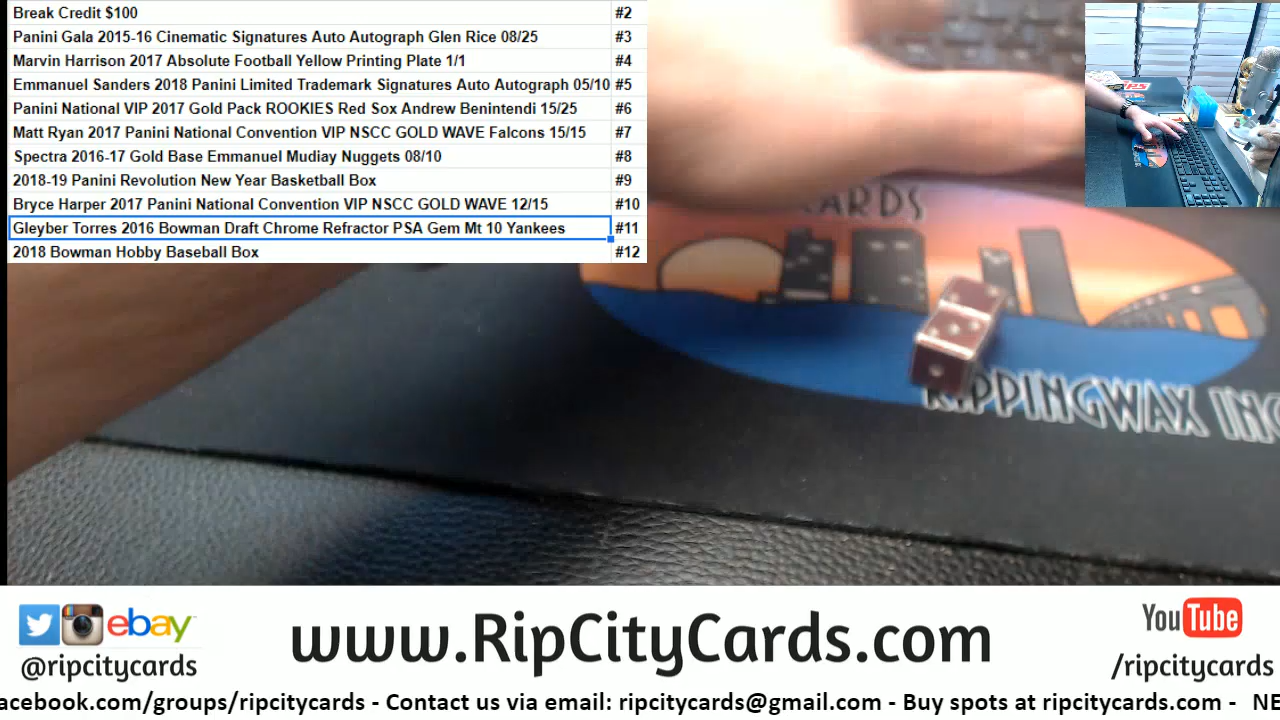 Break Credit $100 #2
Panini Gala 2015-16 Cinematic Signatures Auto Autograph Glen Rice 08/25 #3
Marvin Harrison 2017 Absolute Football Yellow Printing Plate 1/1 #4
Emmanuel Sanders 2018 Panini Limited Trademark Signatures Auto Autograph 05/10 #5
Panini National VIP 2017 Gold Pack ROOKIES Red Sox Andrew Benintendi 15/25 #6
Matt Ryan 2017 Panini National Convention VIP NSCC GOLD WAVE Falcons 15/15 #7
Spectra 2016-17 Gold Base Emmanuel Mudiay Nuggets 08/10 #8
2018-19 Panini Revolution New Year Basketball Box #9
Bryce Harper 2017 Panini National Convention VIP NSCC GOLD WAVE 12/15 #10
Gleyber Torres 2016 Bowman Draft Chrome Refractor PSA Gem Mt 10 Yankees #11
2018 Bowman Hobby Baseball Box #12
CARDS
RIPPINGWAX INC
ebay
@ripcitycards
www.RipCityCards.com
YouTube
/ripcitycards
acebook.com/groups/ripcitycards - Contact us via email: ripcitycards@gmail.com - Buy spots at ripcitycards.com - NE